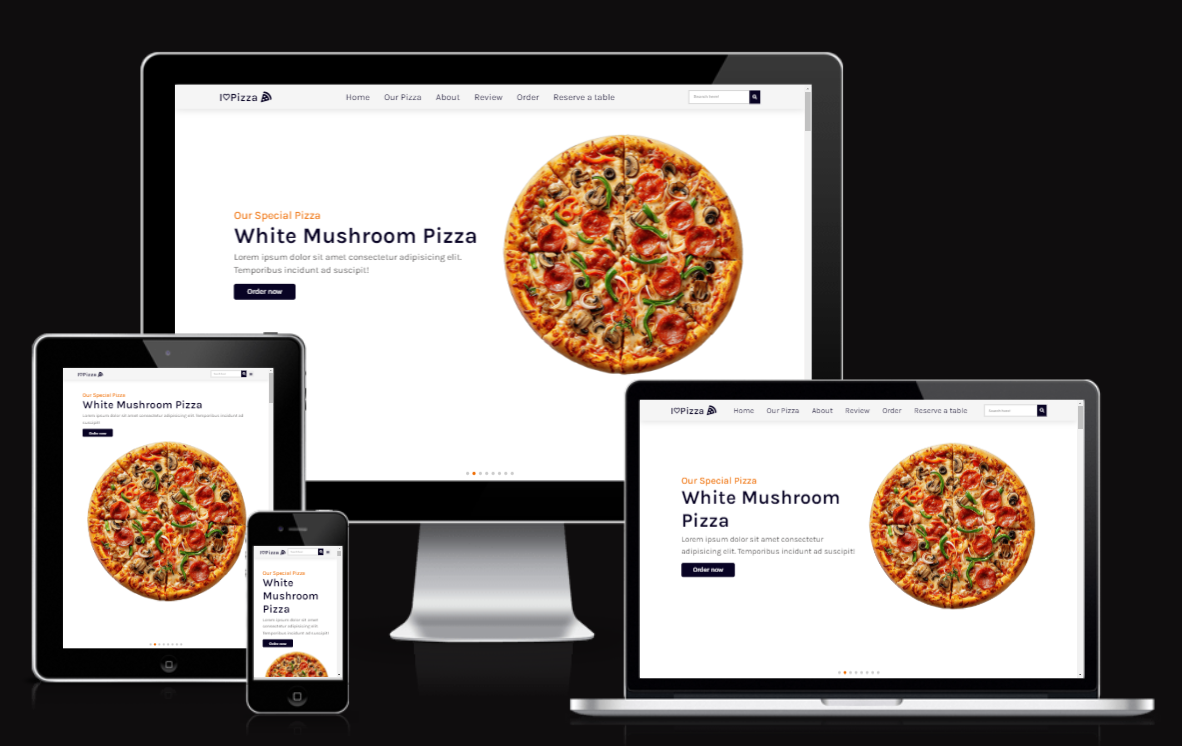 I♡Pizza
Home Our Pizza About Review Order Reserve a table
Search here!
Our Special Pizza
White Mushroom Pizza
Lorem ipsum dolor sit amet consectetur adipisicing elit.
Temporibus incidunt ad suscipit!
Order now
I♡Pizza
Our Special Pizza
White Mushroom Pizza
Lorem ipsum dolor sit amet consectetur adipisicing elit. Temporibus incidunt ad
suscipit!
Order now
I♡Pizza
Our Special Pizza
White
Mushroom
Pizza
Lorem ipsum dolor sit amet
consectetur adipisicing elit.
Temporibus incidunt ad suscipit!
Order now
I♡Pizza
Home Our Pizza About Review Order Reserve a table
Search here!
Our Special Pizza
White Mushroom
Pizza
Lorem ipsum dolor sit amet consectetur
adipisicing elit. Temporibus incidunt ad suscipit!
Order now